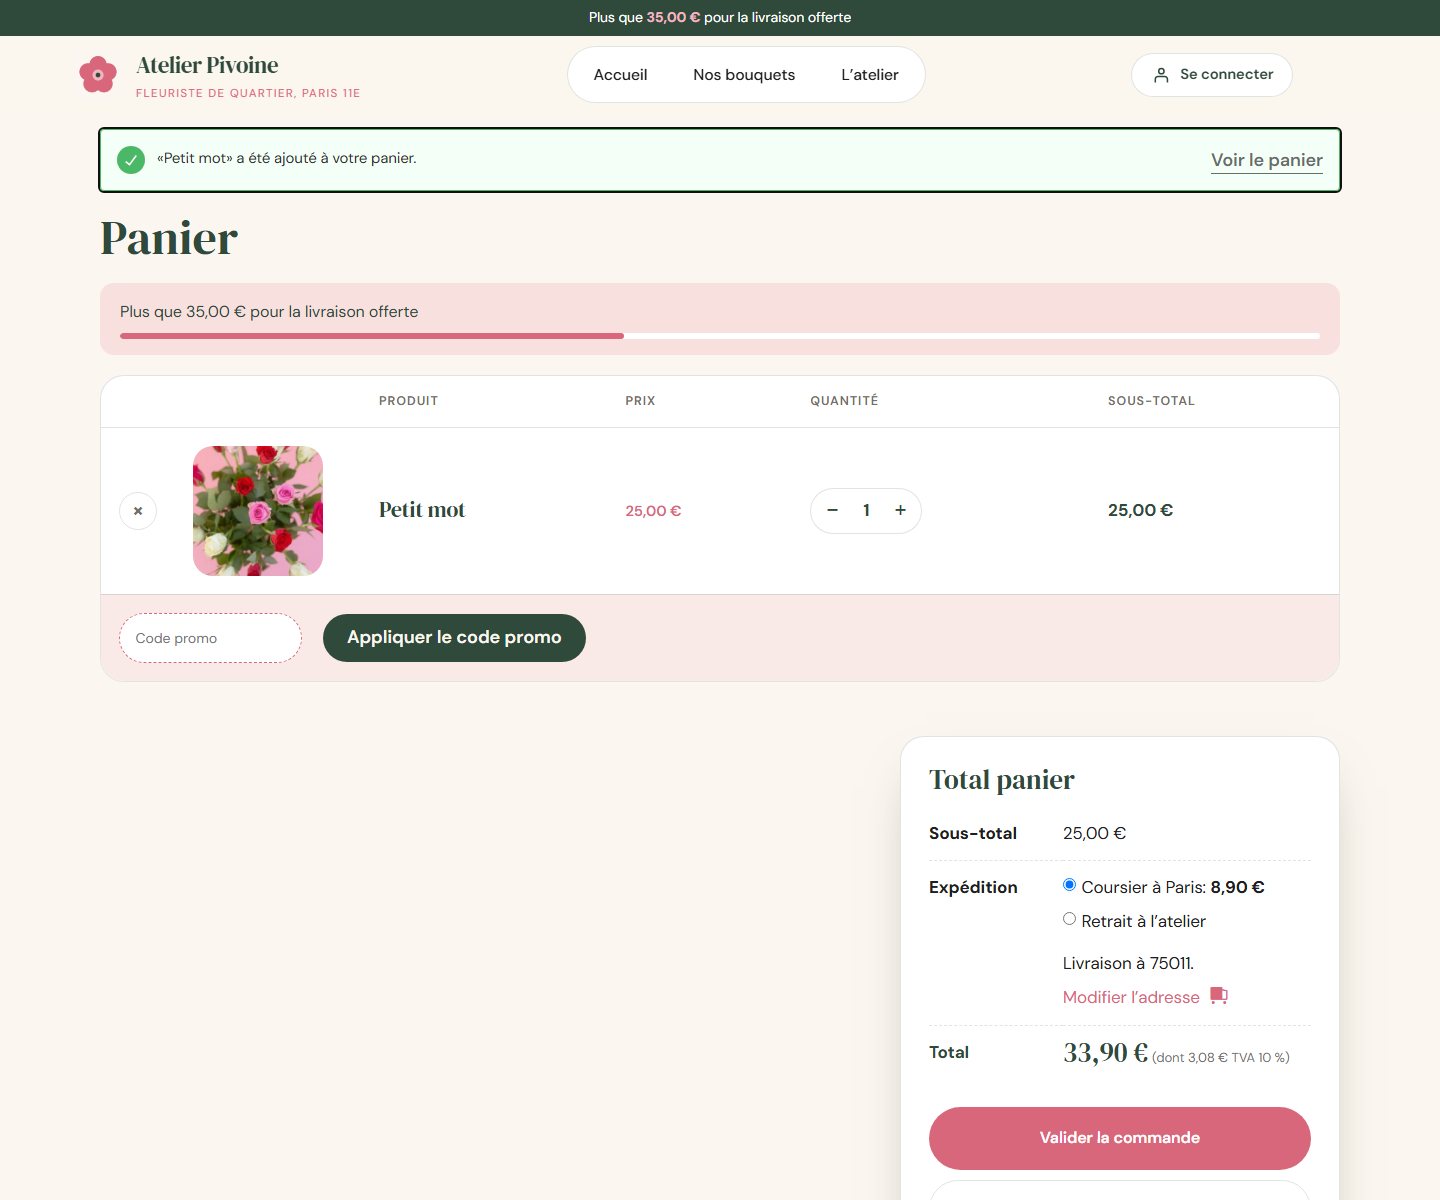 Plus que 35,00 € pour la livraison offerte
Atelier Pivoine
FLEURISTE DE QUARTIER, PARIS 11E
Accueil
Nos bouquets
L’atelier
Se connecter
«Petit mot» a été ajouté à votre panier.
Voir le panier
Panier
Plus que 35,00 € pour la livraison offerte
PRODUIT PRIX QUANTITÉ SOUS-TOTAL
× Petit mot 25,00 € − 1 + 25,00 €
Code promo
Appliquer le code promo
Total panier
Sous-total 25,00 €
Expédition Coursier à Paris: 8,90 €
Retrait à l’atelier
Livraison à 75011.
Modifier l’adresse
Total 33,90 € (dont 3,08 € TVA 10 %)
Valider la commande